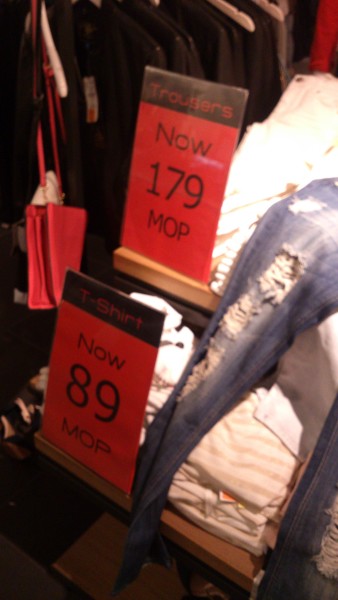 Trousers
Now
179
MOP
T-Shirt
Now
89
MOP